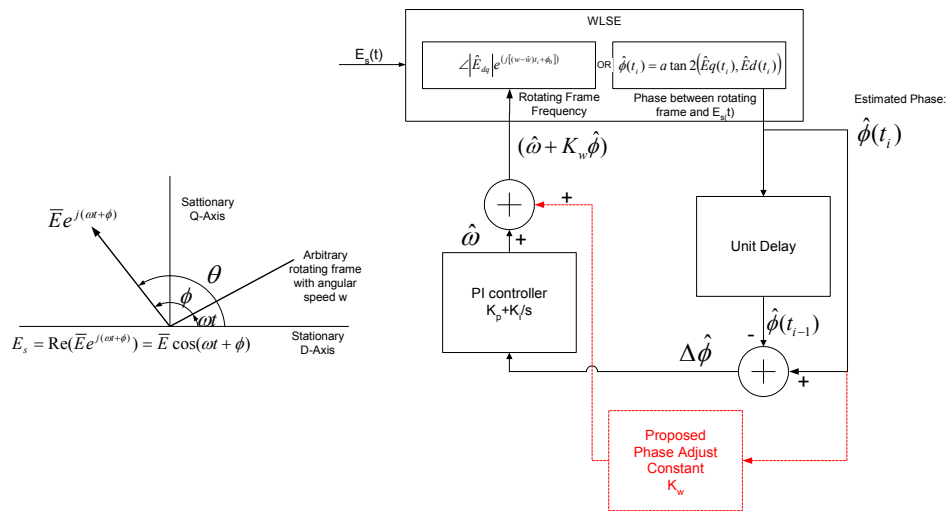 WLSE
E_s(t)
∠|Ê_dq|e^(j[(w-ŵ)t_i+ϕ_0])
OR
ϕ̂(t_i) = a tan 2(Êq(t_i), Êd(t_i))
Rotating Frame
Frequency
Phase between rotating
frame and E_s(t)
Estimated Phase:
ϕ̂(t_i)
(ω̂ + K_w ϕ̂)
+
ω̂
+
Unit Delay
PI controller
K_p+K_i/s
ϕ̂(t_{i-1})
-
Δϕ̂
+
Proposed
Phase Adjust
Constant
K_w
Sattionary
Q-Axis
E̅e^{j(ωt+ϕ)}
Arbitrary
rotating frame
with angular
speed w
θ
ϕ
ωt
Stationary
D-Axis
E_s = Re(E̅e^{j(ωt+ϕ)}) = E̅ cos(ωt + ϕ)